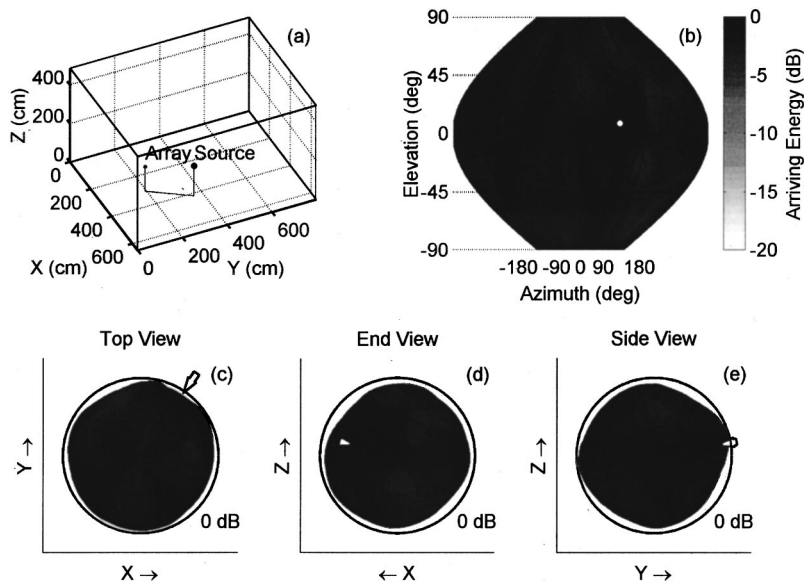 (a)
400
200
0
Z (cm)
0
200
400
600
X (cm)
0
200
400
600
Y (cm)
Array Source
(b)
90
45
0
-45
-90
Elevation (deg)
-180 -90 0 90 180
Azimuth (deg)
0
-5
-10
-15
-20
Arriving Energy (dB)
Top View
(c)
Y →
0 dB
X →
End View
(d)
Z →
0 dB
← X
Side View
(e)
Z →
0 dB
Y →